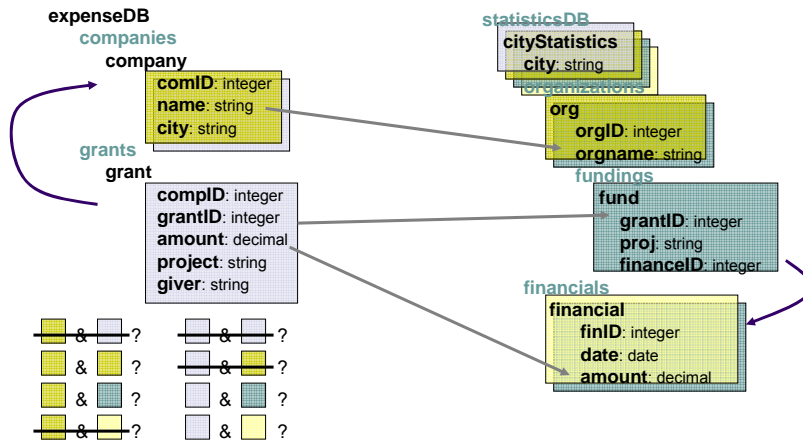 expenseDB
companies
company
comID: integer
name: string
city: string
grants
grant
compID: integer
grantID: integer
amount: decimal
project: string
giver: string
statisticsDB
cityStatistics
city: string
organizations
org
orgID: integer
orgname: string
fundings
fund
grantID: integer
proj: string
financeID: integer
financials
financial
finID: integer
date: date
amount: decimal
& ? & ?
& ? & ?
& ? & ?
& ? & ?